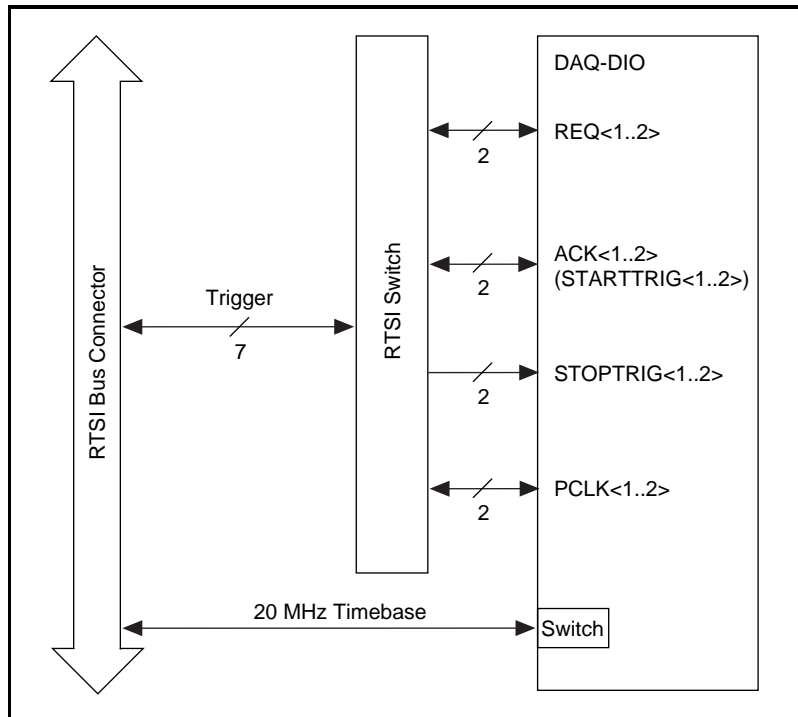 DAQ-DIO
REQ<1..2>
2
ACK<1..2>
(STARTTRIG<1..2>)
2
Trigger
7
RTSI Bus Connector
RTSI Switch
STOPTRIG<1..2>
2
PCLK<1..2>
2
20 MHz Timebase
Switch